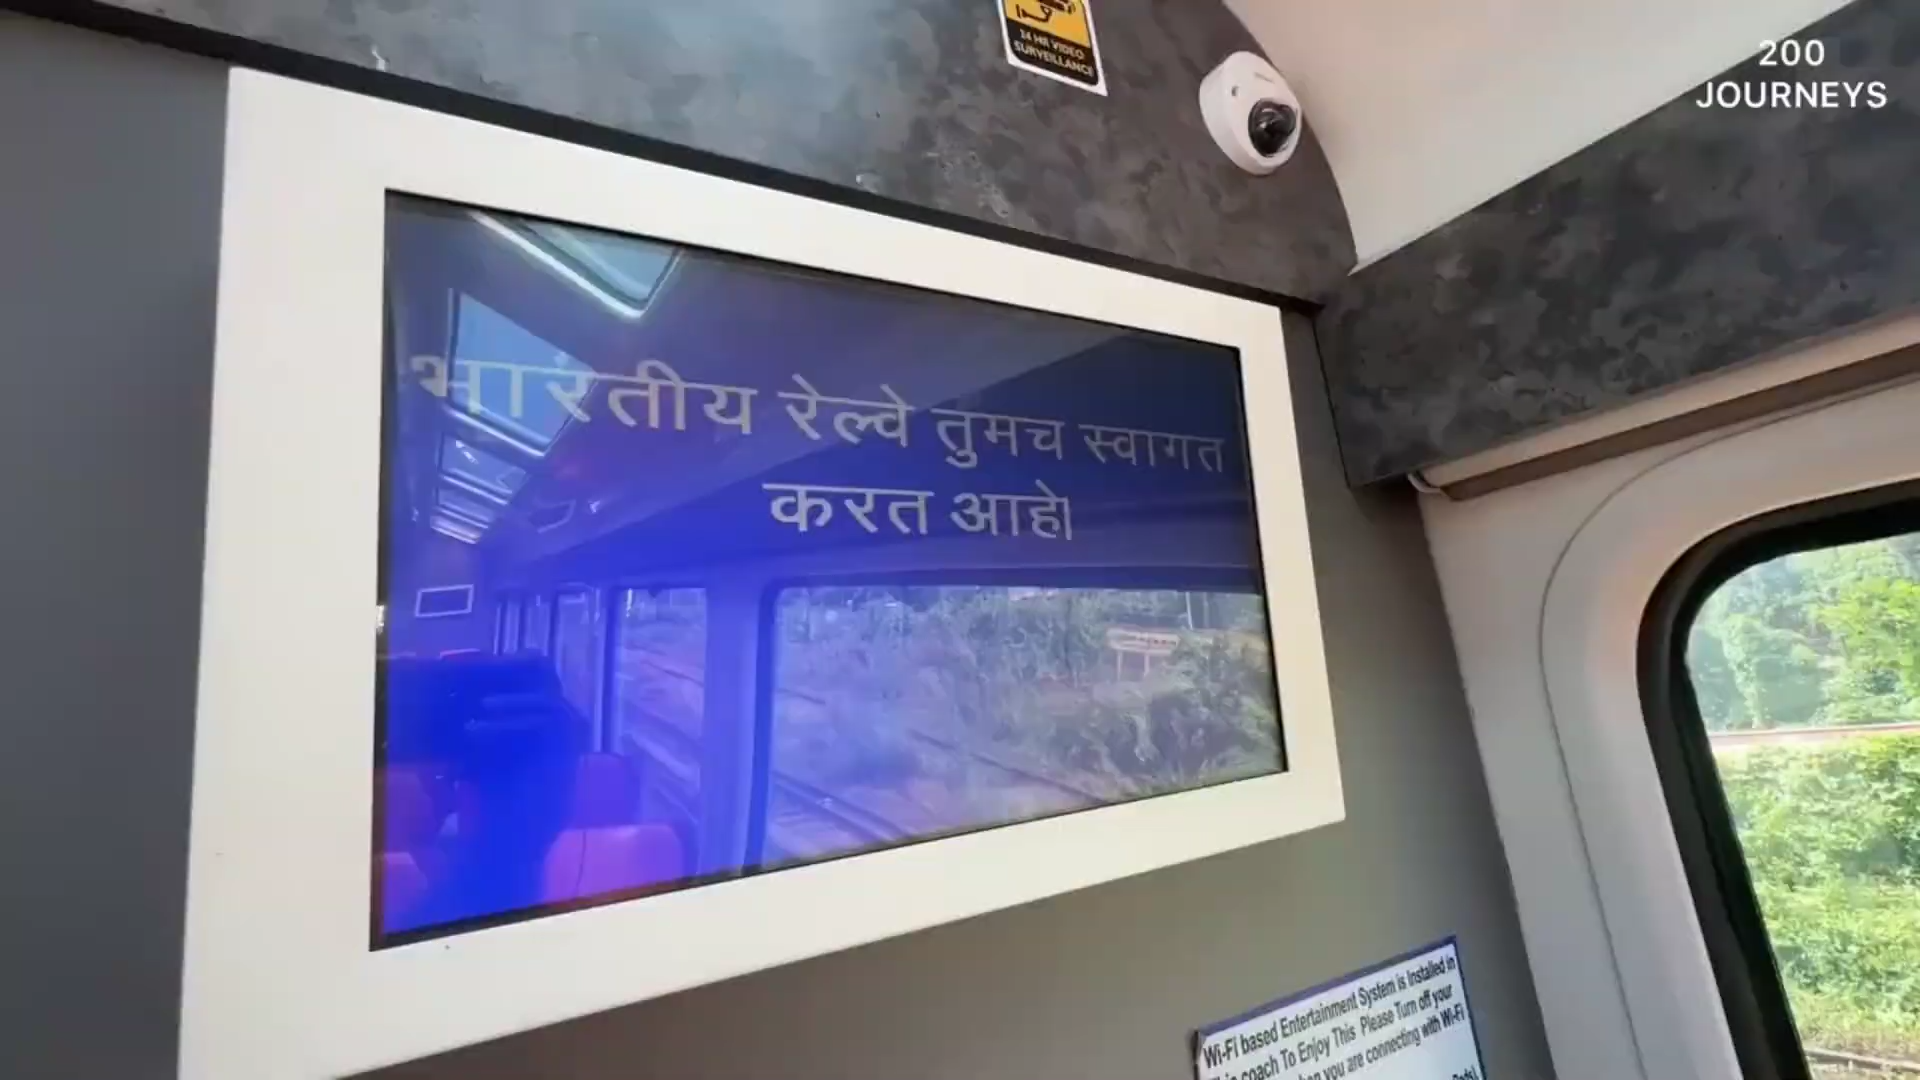 24 HR VIDEO
SURVEILLANCE
200
JOURNEYS
भारतीय रेल्वे तुमच स्वागत
करत आहे|
Wi-Fi based Entertainment System is Installed in
coach To Enjoy This Please Turn off your
you are connecting with Wi-Fi